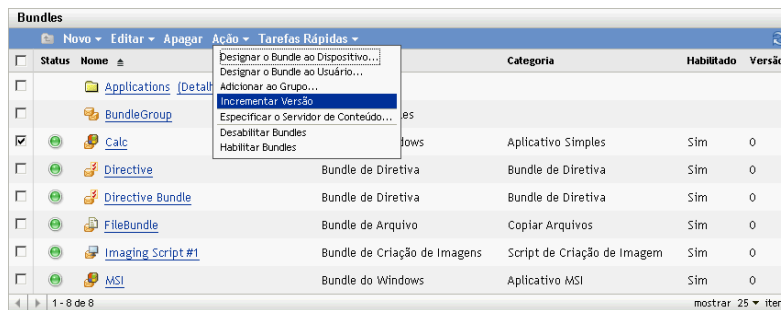 Bundles
Novo Editar Apagar Ação Tarefas Rápidas
Status Nome Categoria Habilitado Versão
Designar o Bundle ao Dispositivo...
Designar o Bundle ao Usuário...
Adicionar ao Grupo...
Incrementar Versão
Especificar o Servidor de Conteúdo...
Desabilitar Bundles
Habilitar Bundles
Applications (Detalh
BundleGroup es
Calc dows Aplicativo Simples Sim 0
Directive Bundle de Diretiva Bundle de Diretiva Sim 0
Directive Bundle Bundle de Diretiva Bundle de Diretiva Sim 0
FileBundle Bundle de Arquivo Copiar Arquivos Sim 0
Imaging Script #1 Bundle de Criação de Imagens Script de Criação de Imagem Sim 0
MSI Bundle do Windows Aplicativo MSI Sim 0
1 - 8 de 8 mostrar 25 iter